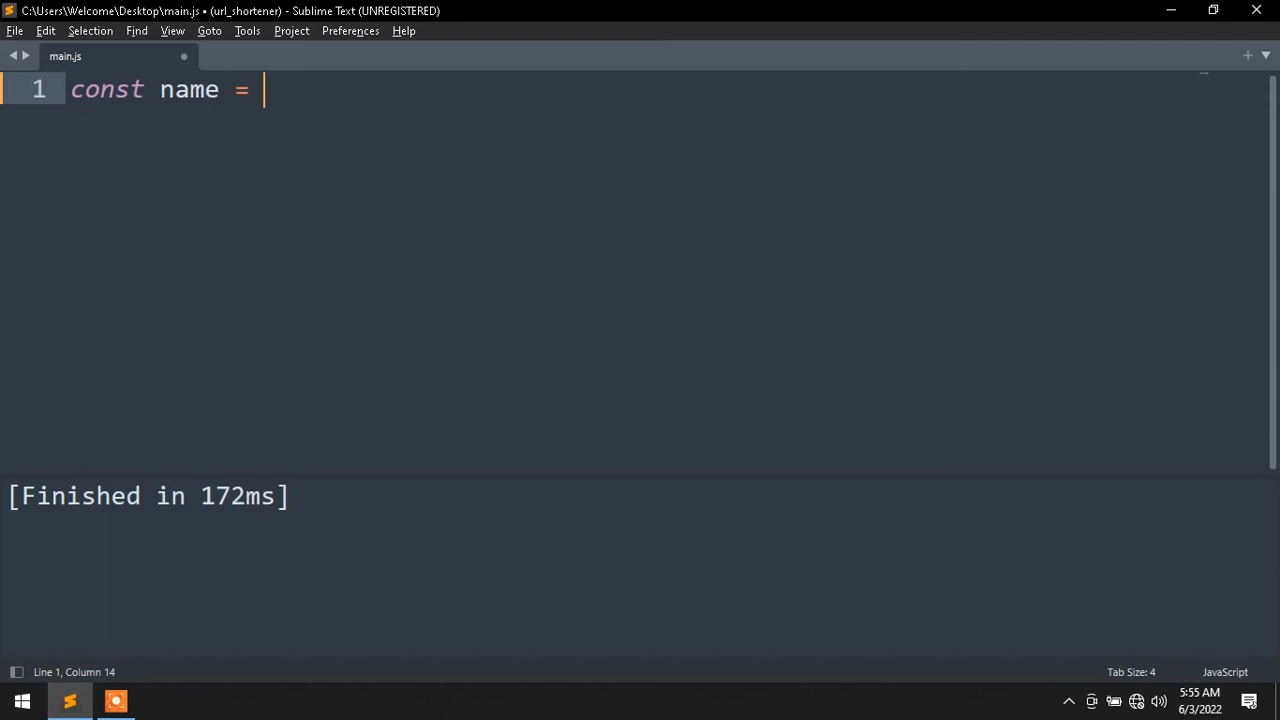 C:\Users\Welcome\Desktop\main.js • (url_shortener) - Sublime Text (UNREGISTERED)
File Edit Selection Find View Goto Tools Project Preferences Help
main.js
1 const name =
[Finished in 172ms]
Line 1, Column 14 Tab Size: 4 JavaScript
5:55 AM
6/3/2022